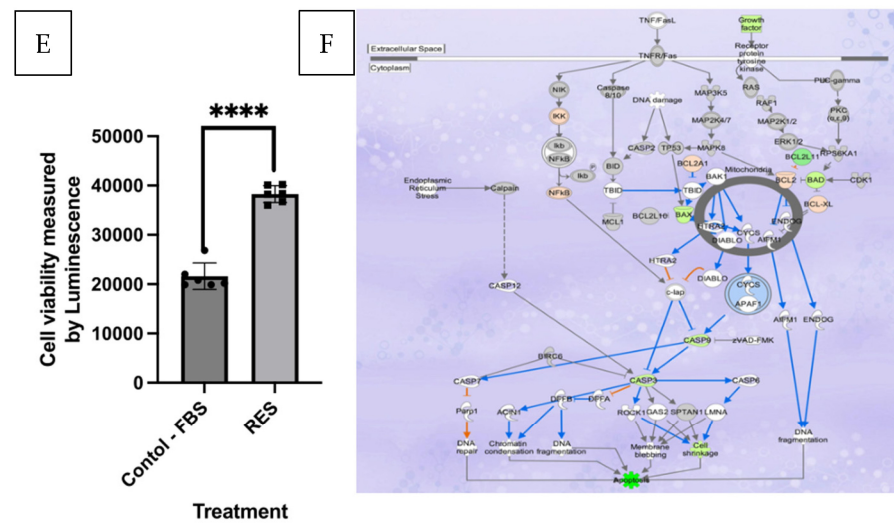 E
F
****
50000
40000
30000
20000
10000
0
Cell viability measured
by Luminescence
Contol - FBS
RES
Treatment
TNF/FasL
Growth
factor
Extracellular Space
Cytoplasm
TNFR/Fas
Receptor
protein
tyrosine
kinase
PLC-gamma
NIK
Caspase
8/10
DNA damage
MAP3K5
RAS
RAF1
PKC
IKK
MAP2K4/7
MAP2K1/2
ERK1/2
Ikb
NFkB
CASP2
TP53
MAPK8
RPS6KA1
BCL2A1
BCL2L11
BID
Ikb
P
Mitochondria
BAK1
BCL2
BAD
CDK1
Endoplasmic
Reticulum
Stress
Calpain
NFkB
TBID
TBID
BCL-XL
MCL1
BCL2L10
BAX
HTRA2
CYCS
ENDOG
DIABLO
AIFM1
HTRA2
DIABLO
CASP12
c-Iap
CYCS
APAF1
AIFM1
ENDOG
CASP9
zVAD-FMK
BIRC6
CASP7
CASP3
CASP6
DFFB
DFFA
Parp1
ACIN1
ROCK1
GAS2
SPTAN1
LMNA
DNA
repair
Chromatin
condensation
DNA
fragmentation
Membrane
blebbing
Cell
shrinkage
DNA
fragmentation
Apoptosis